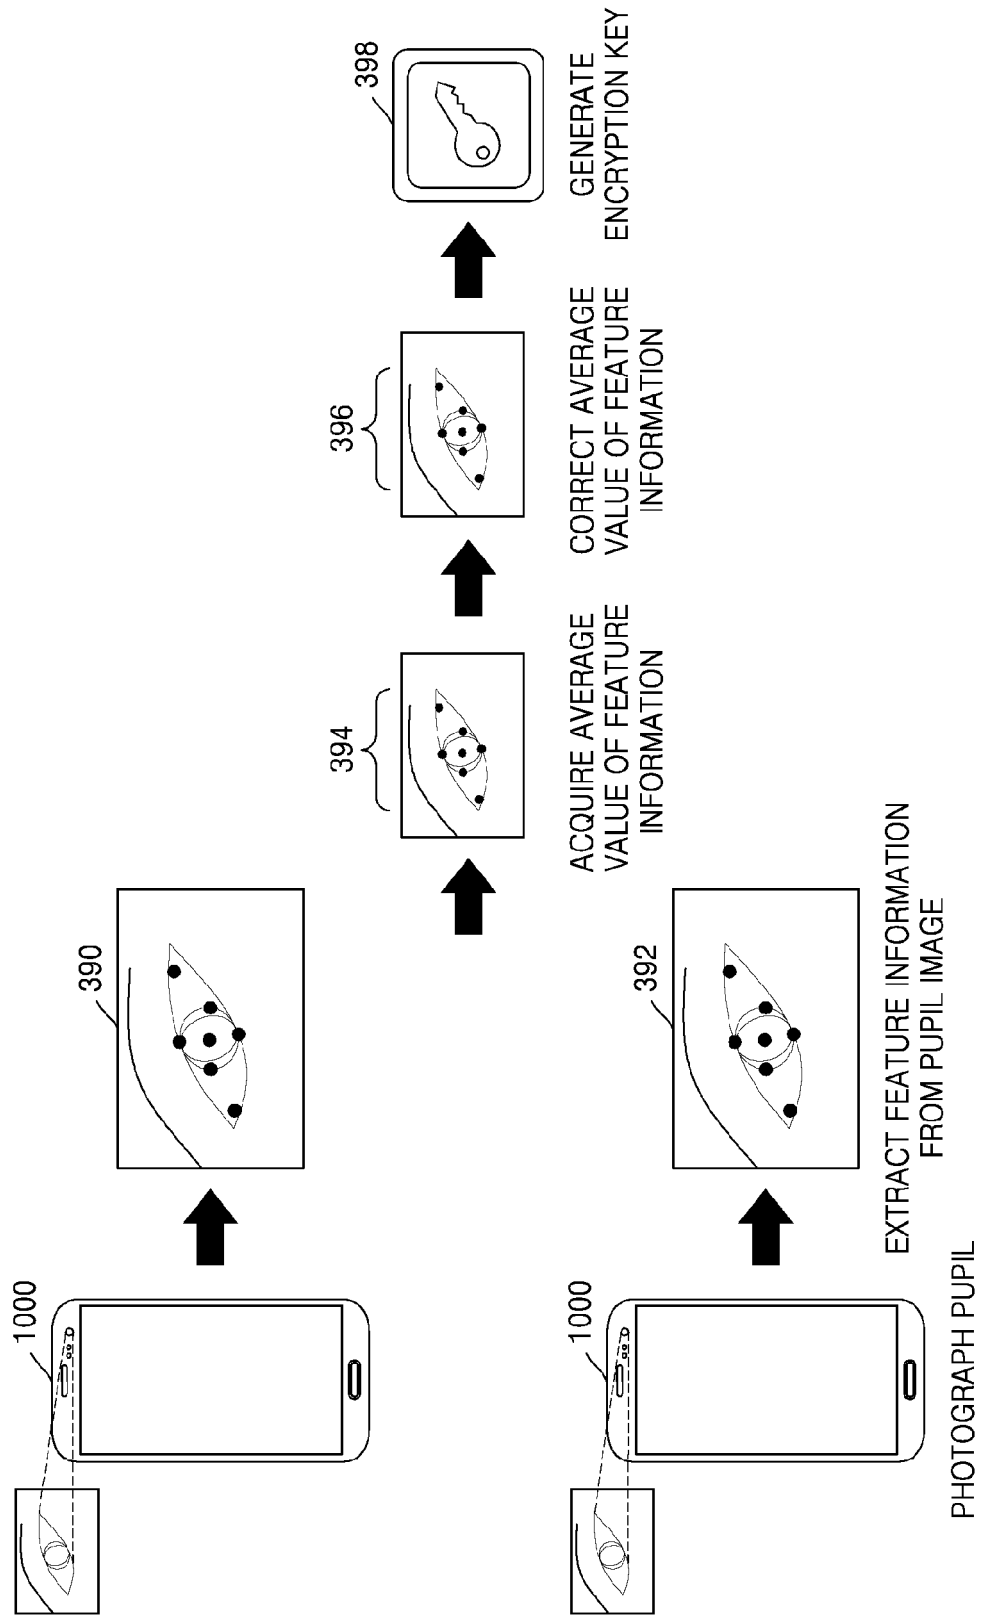 1000
390
PHOTOGRAPH PUPIL
1000
392
EXTRACT FEATURE INFORMATION
FROM PUPIL IMAGE
394
ACQUIRE AVERAGE
VALUE OF FEATURE
INFORMATION
396
CORRECT AVERAGE
VALUE OF FEATURE
INFORMATION
398
GENERATE
ENCRYPTION KEY